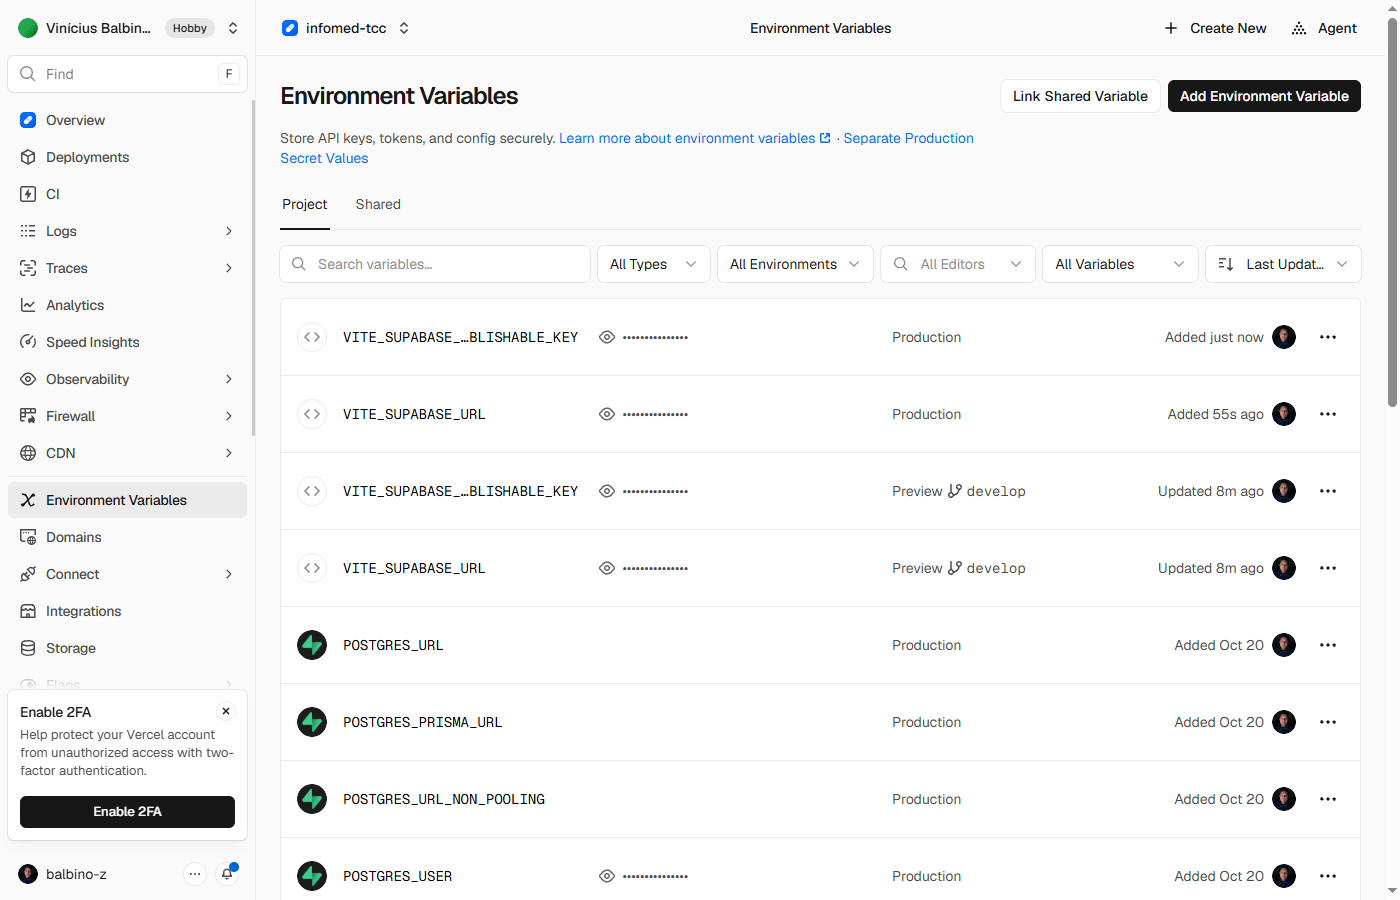 Vinícius Balbin...
Hobby
infomed-tcc
Environment Variables
Create New
Agent
Find
F
Overview
Deployments
CI
Logs
Traces
Analytics
Speed Insights
Observability
Firewall
CDN
Environment Variables
Domains
Connect
Integrations
Storage
Flags
Enable 2FA
Help protect your Vercel account
from unauthorized access with two-
factor authentication.
Enable 2FA
balbino-z
Environment Variables
Link Shared Variable
Add Environment Variable
Store API keys, tokens, and config securely. Learn more about environment variables · Separate Production
Secret Values
Project
Shared
Search variables...
All Types
All Environments
All Editors
All Variables
Last Updat...
VITE_SUPABASE_…BLISHABLE_KEY •••••••••••••• Production Added just now
VITE_SUPABASE_URL •••••••••••••• Production Added 55s ago
VITE_SUPABASE_…BLISHABLE_KEY •••••••••••••• Preview develop Updated 8m ago
VITE_SUPABASE_URL •••••••••••••• Preview develop Updated 8m ago
POSTGRES_URL Production Added Oct 20
POSTGRES_PRISMA_URL Production Added Oct 20
POSTGRES_URL_NON_POOLING Production Added Oct 20
POSTGRES_USER •••••••••••••• Production Added Oct 20